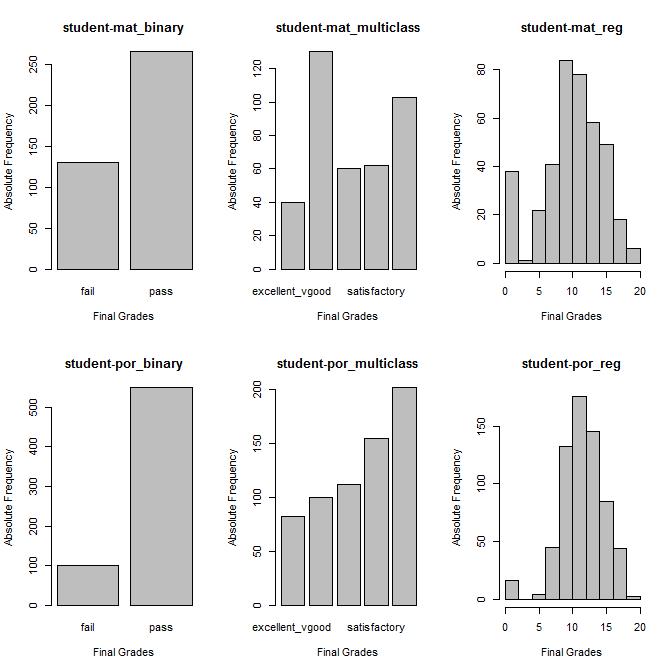 student-mat_binary
Absolute Frequency
0
50
100
150
200
250
fail
pass
Final Grades
student-mat_multiclass
Absolute Frequency
0
20
40
60
80
100
120
excellent_vgood
satisfactory
Final Grades
student-mat_reg
Absolute Frequency
0
20
40
60
80
0
5
10
15
20
Final Grades
student-por_binary
Absolute Frequency
0
100
200
300
400
500
fail
pass
Final Grades
student-por_multiclass
Absolute Frequency
0
50
100
150
200
excellent_vgood
satisfactory
Final Grades
student-por_reg
Absolute Frequency
0
50
100
150
0
5
10
15
20
Final Grades